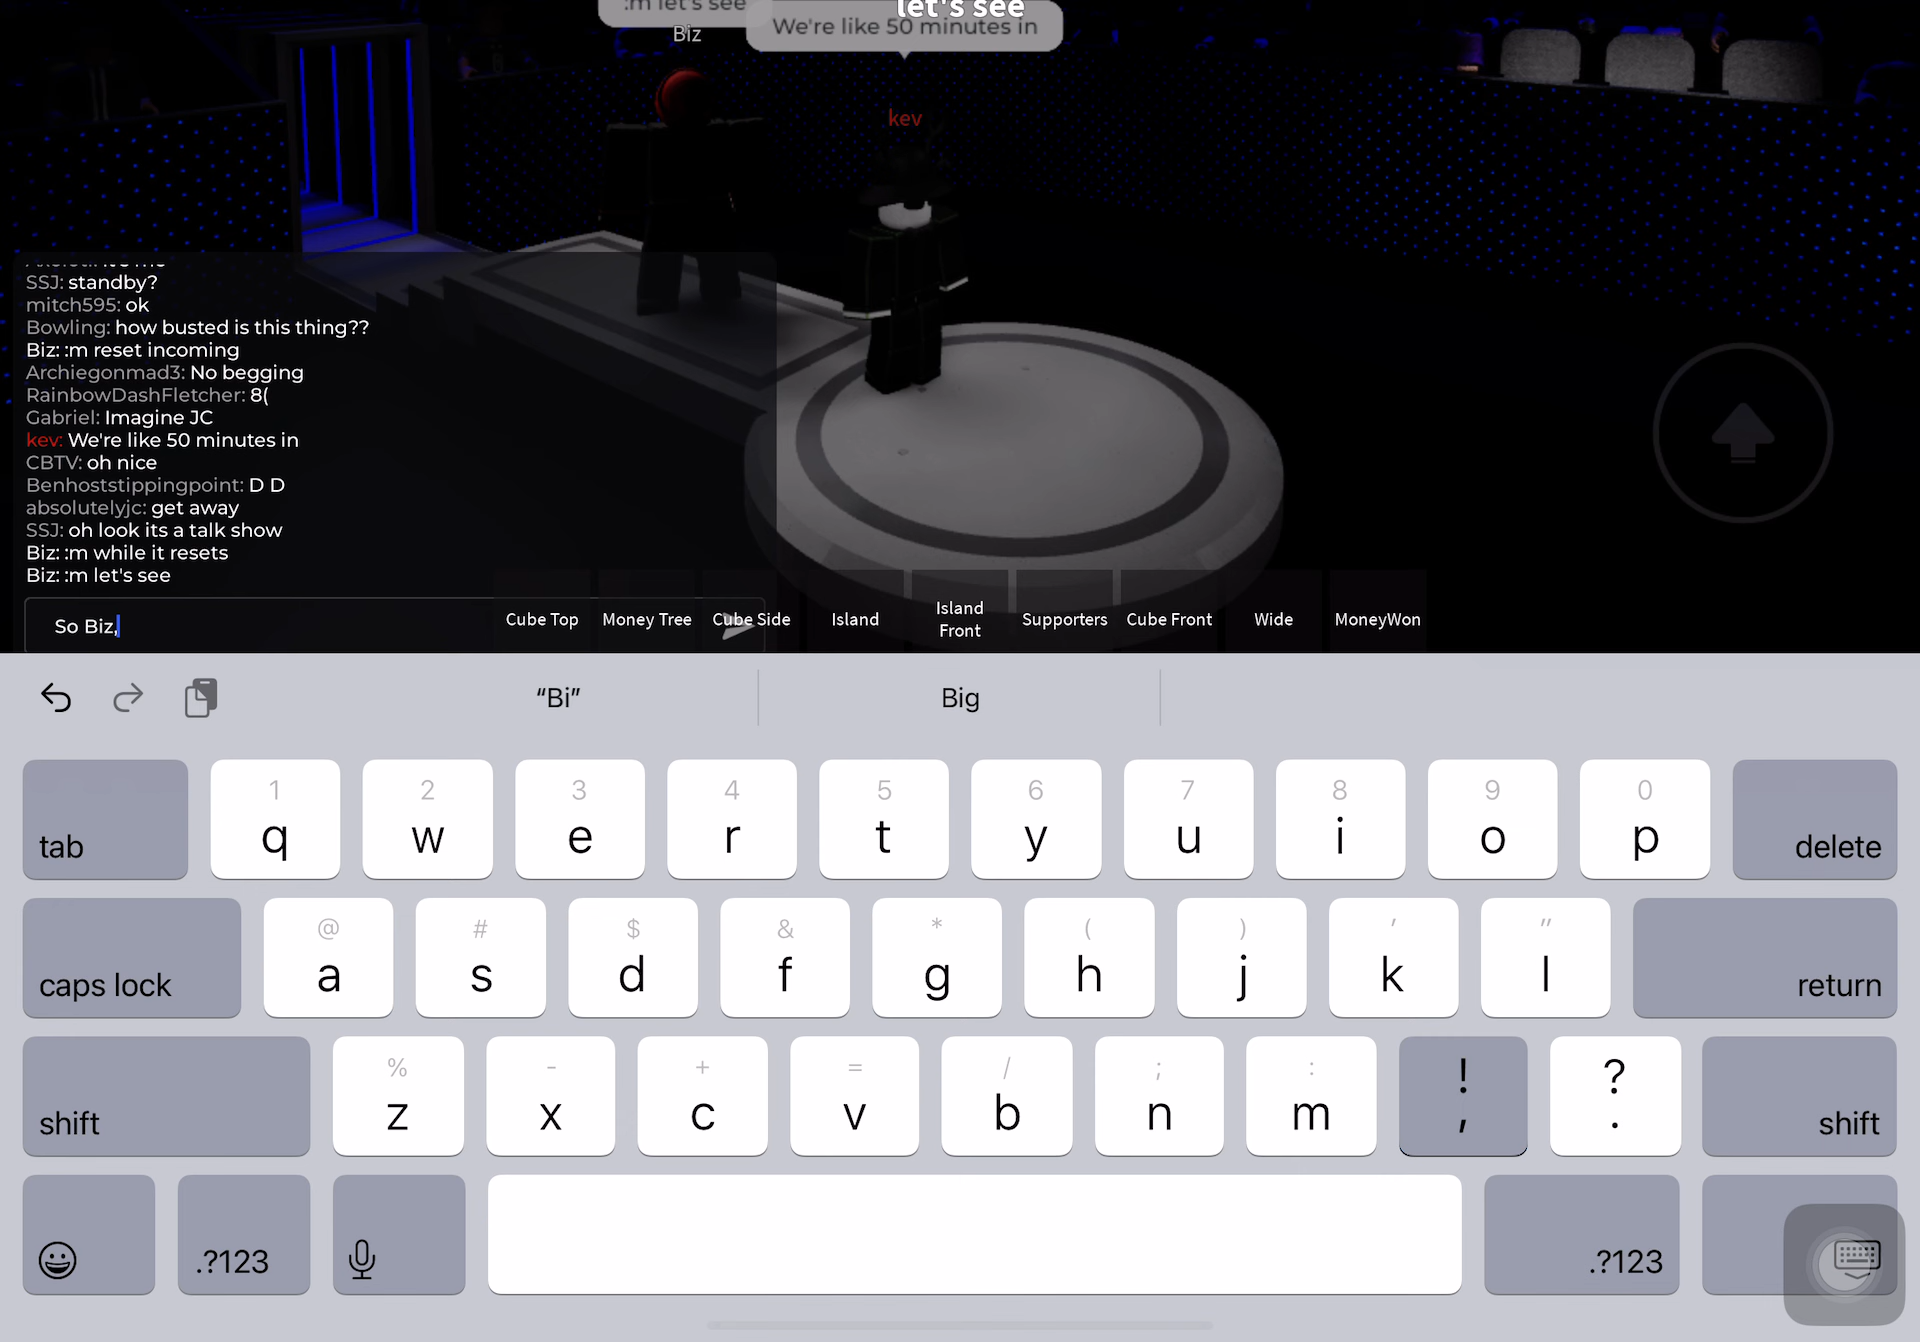 :m let's see
let's see
We're like 50 minutes in
Biz
kev
SSJ: standby?
mitch595: ok
Bowling: how busted is this thing??
Biz: :m reset incoming
Archiegonmad3: No begging
RainbowDashFletcher: 8(
Gabriel: Imagine JC
kev: We're like 50 minutes in
CBTV: oh nice
Benhoststippingpoint: D D
absolutelyjc: get away
SSJ: oh look its a talk show
Biz: :m while it resets
Biz: :m let's see
So Biz,
Cube Top
Money Tree
Cube Side
Island
Island
Front
Supporters
Cube Front
Wide
MoneyWon
“Bi”
Big
tab
1 2 3 4 5 6 7 8 9 0
q w e r t y u i o p
delete
caps lock
@ # $ & * ( ) ' "
a s d f g h j k l
return
shift
% - + = / ; : ! ?
z x c v b n m , .
shift
.?123
.?123